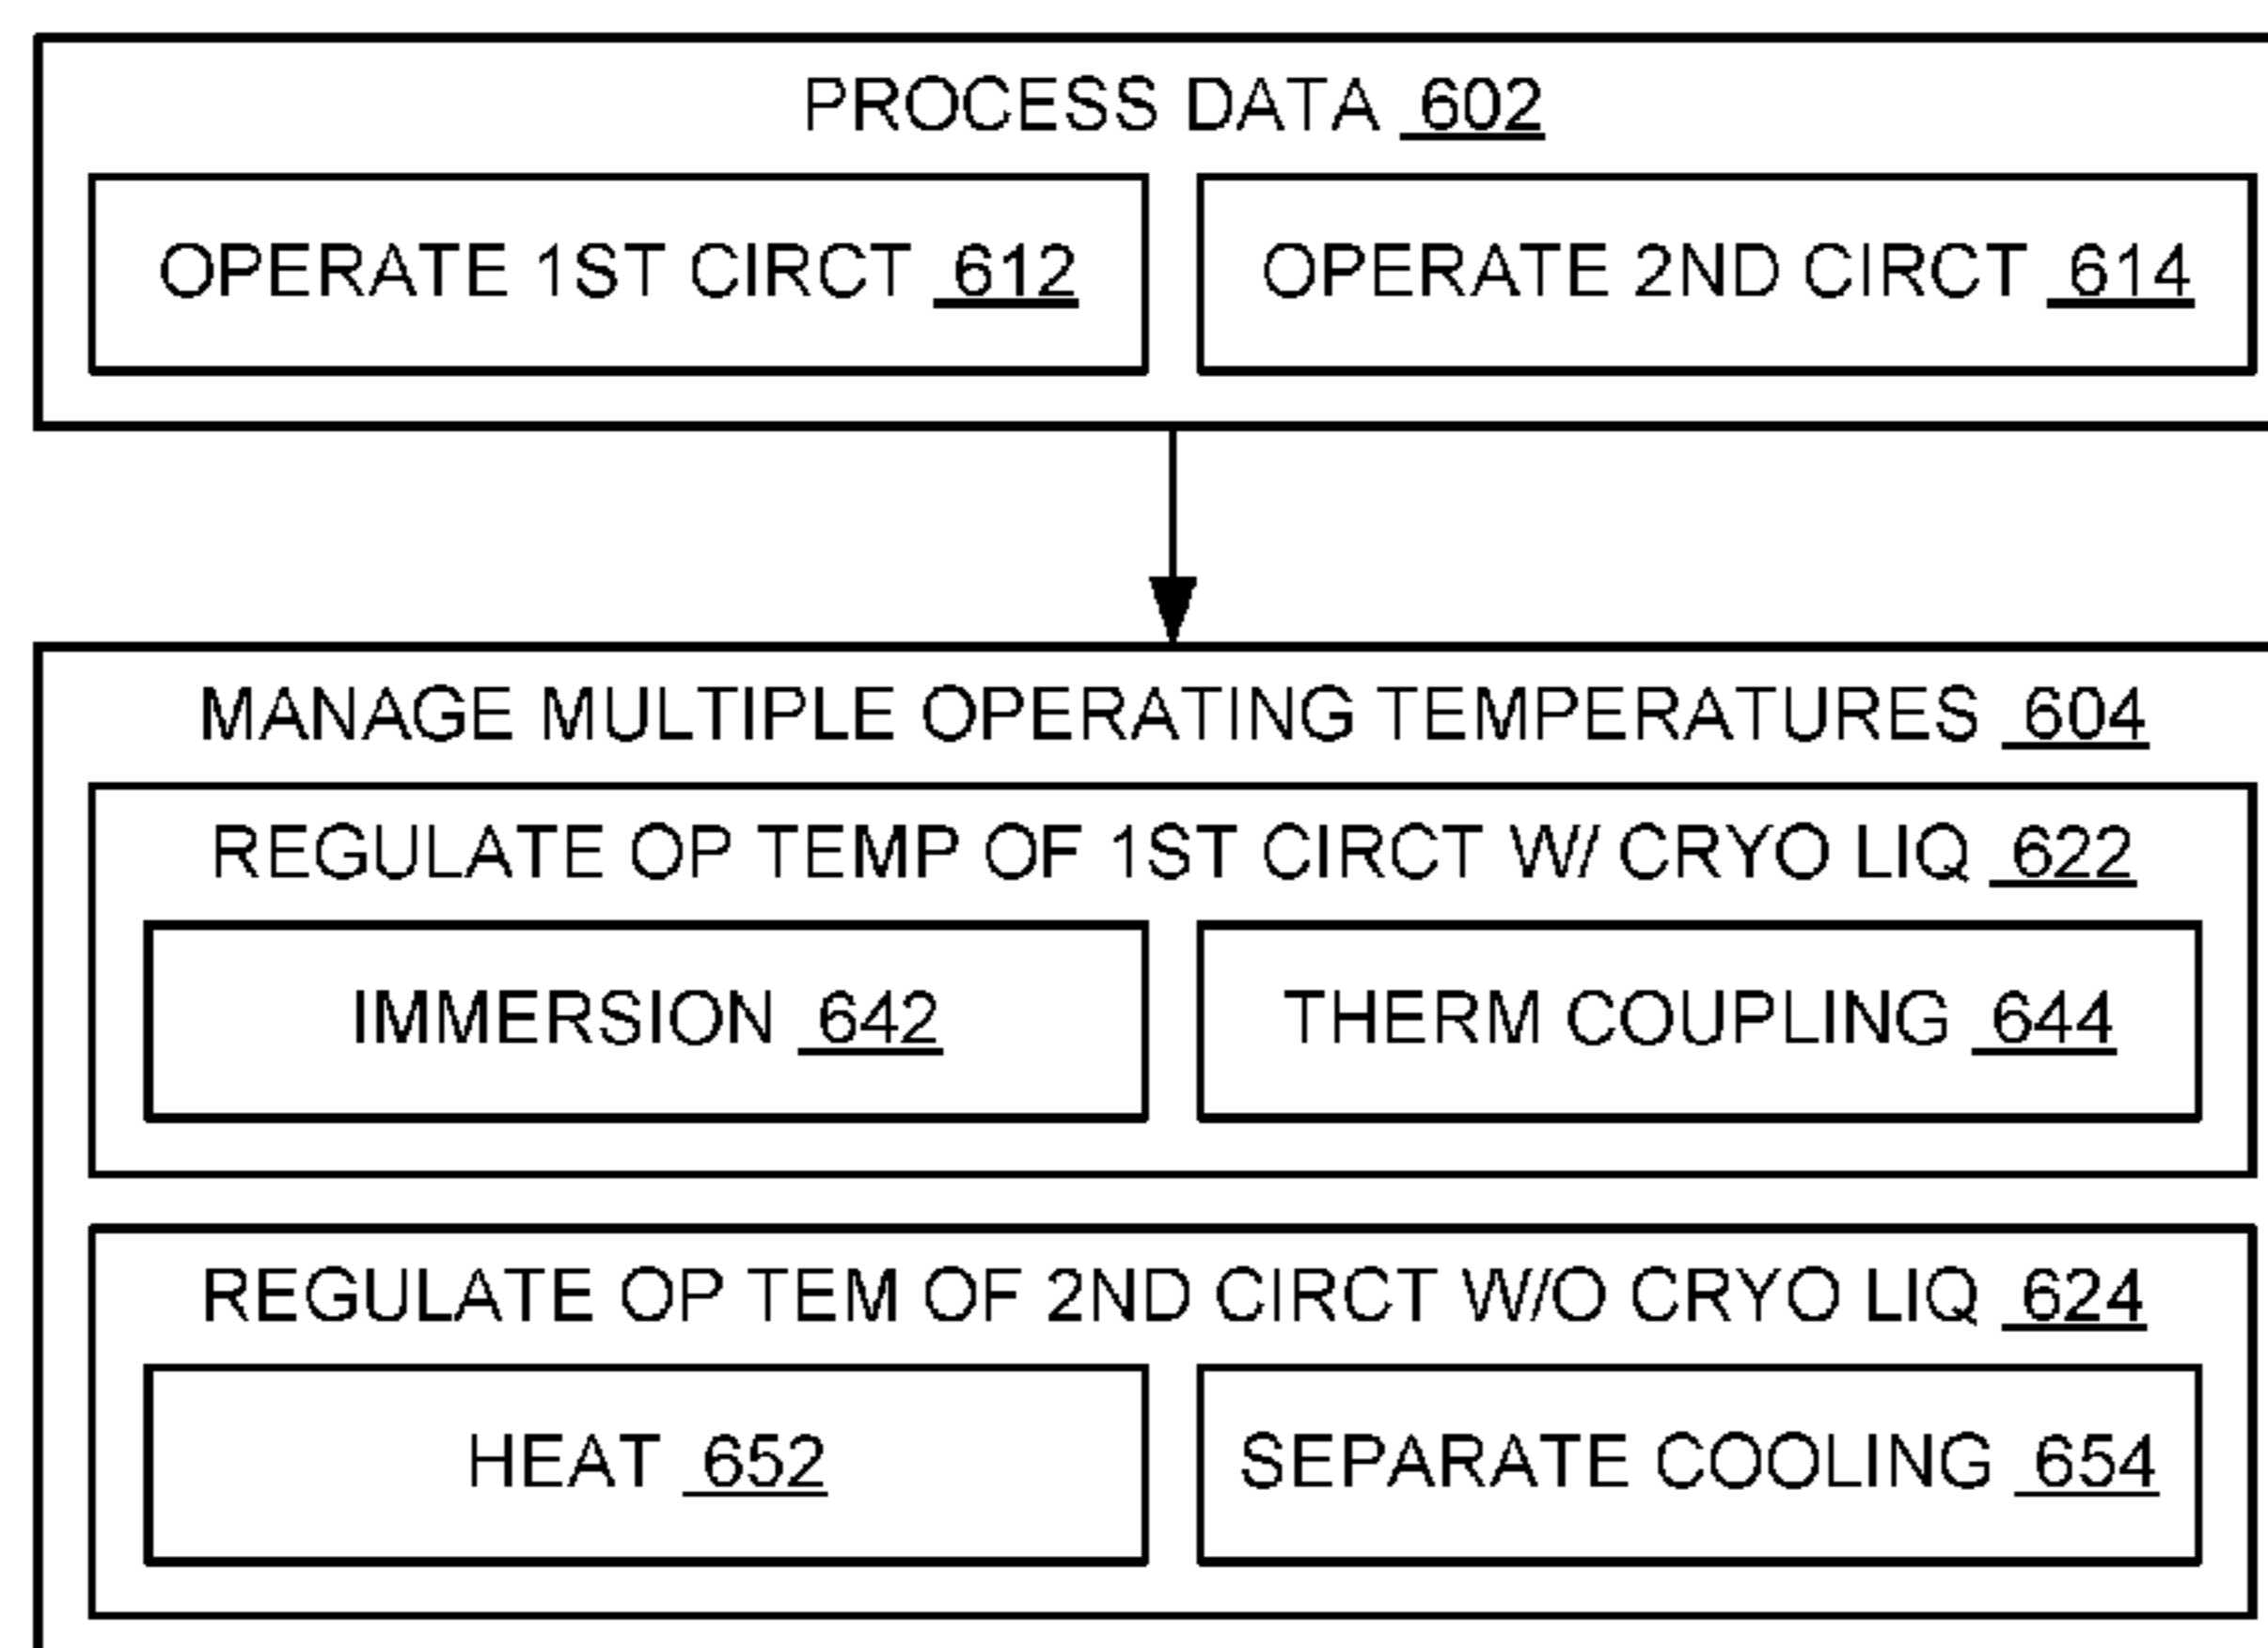 PROCESS DATA 602
OPERATE 1ST CIRCT 612
OPERATE 2ND CIRCT 614
MANAGE MULTIPLE OPERATING TEMPERATURES 604
REGULATE OP TEMP OF 1ST CIRCT W/ CRYO LIQ 622
IMMERSION 642
THERM COUPLING 644
REGULATE OP TEM OF 2ND CIRCT W/O CRYO LIQ 624
HEAT 652
SEPARATE COOLING 654